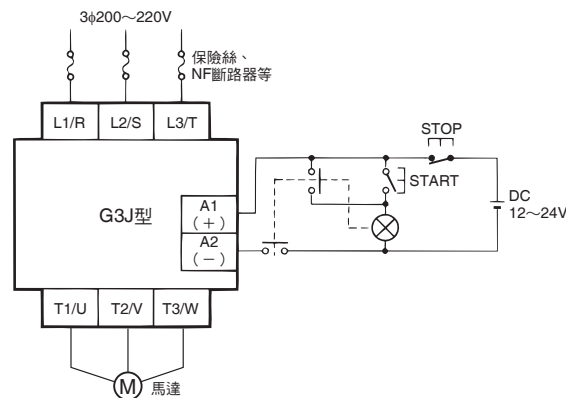 3φ200～220V
保險絲、
NF斷路器等
L1/R L2/S L3/T
STOP
START
DC
12～24V
G3J型
A1
（+）
A2
（−）
T1/U T2/V T3/W
M 馬達